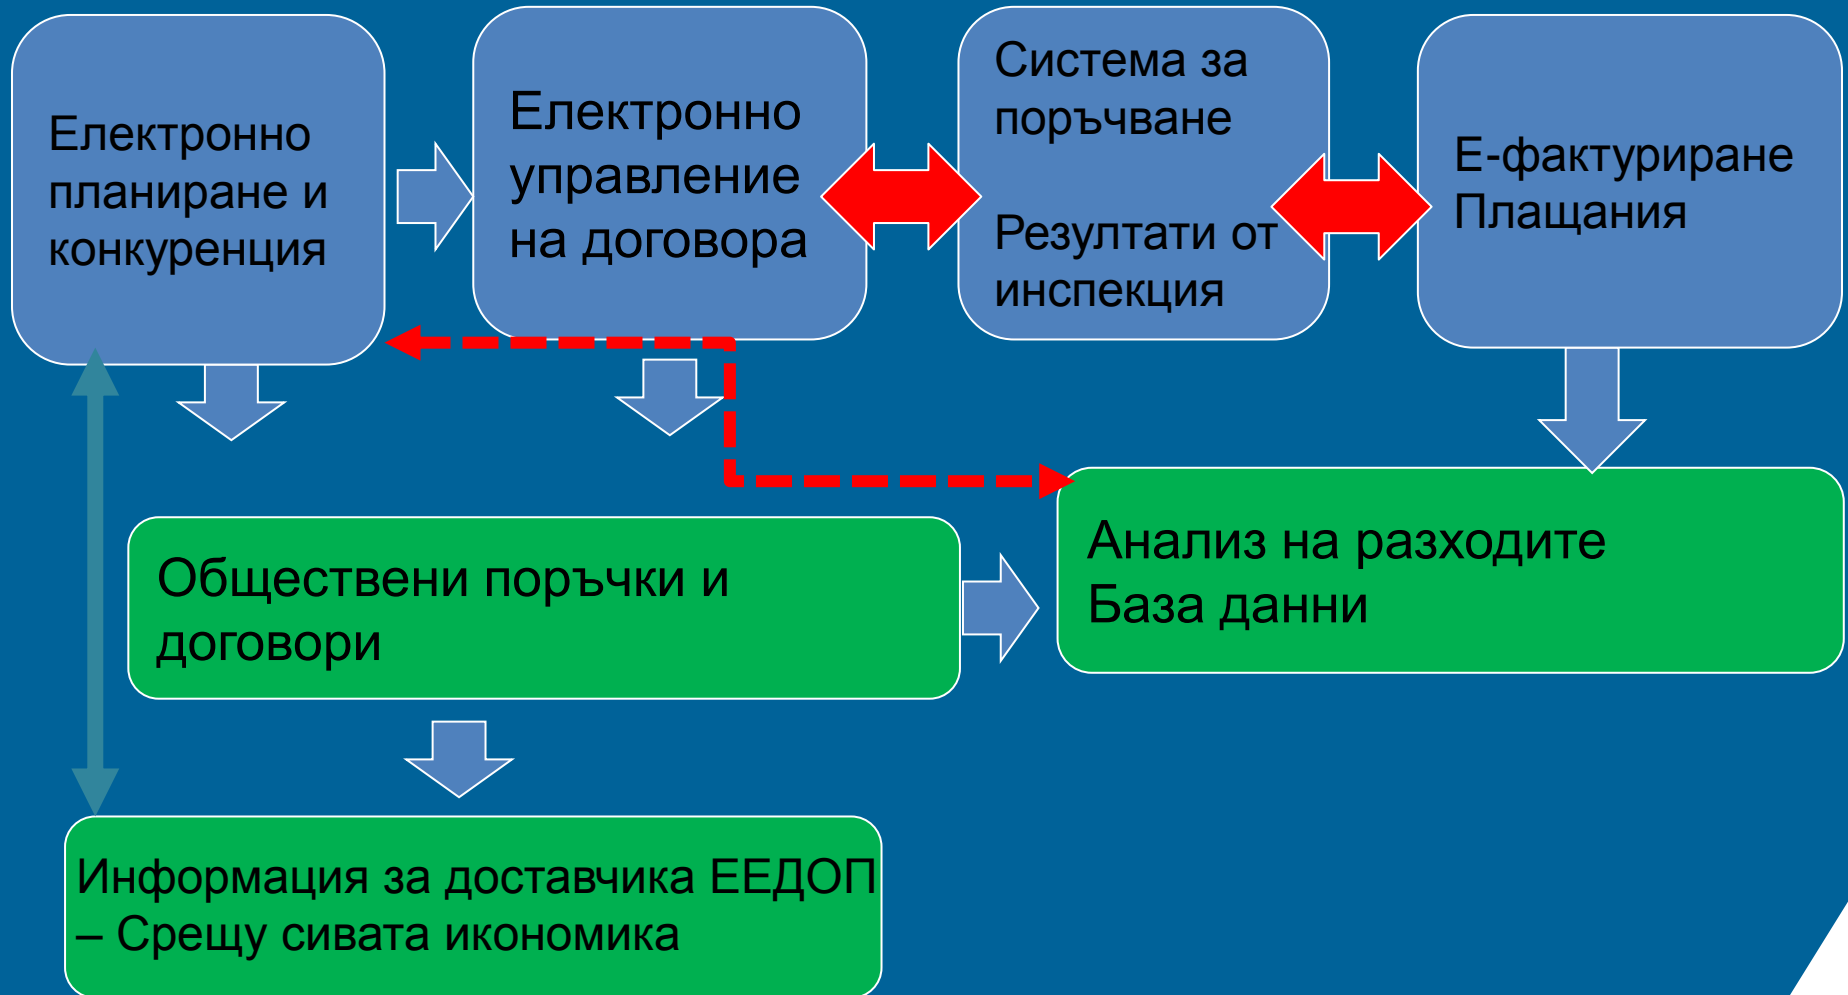 Електронно
планиране и
конкуренция
Електронно
управление
на договора
Система за
поръчване
Резултати от
инспекция
Е-фактуриране
Плащания
Обществени поръчки и
договори
Анализ на разходите
База данни
Информация за доставчика ЕЕДОП
– Срещу сивата икономика